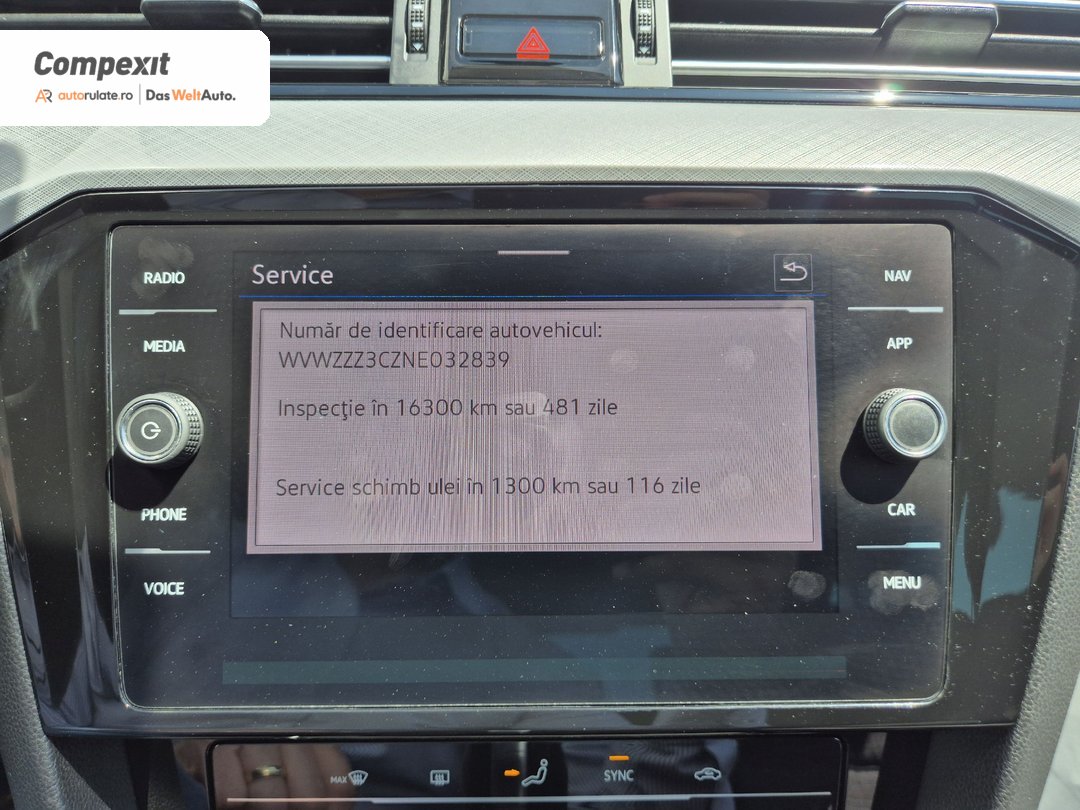 Compexit
AR autorulate.ro | Das WeltAuto.
RADIO
MEDIA
PHONE
VOICE
Service
Număr de identificare autovehicul:
WVWZZZ3CZNE032839
Inspecţie în 16300 km sau 481 zile
Service schimb ulei în 1300 km sau 116 zile
NAV
APP
CAR
MENU
MAX
SYNC